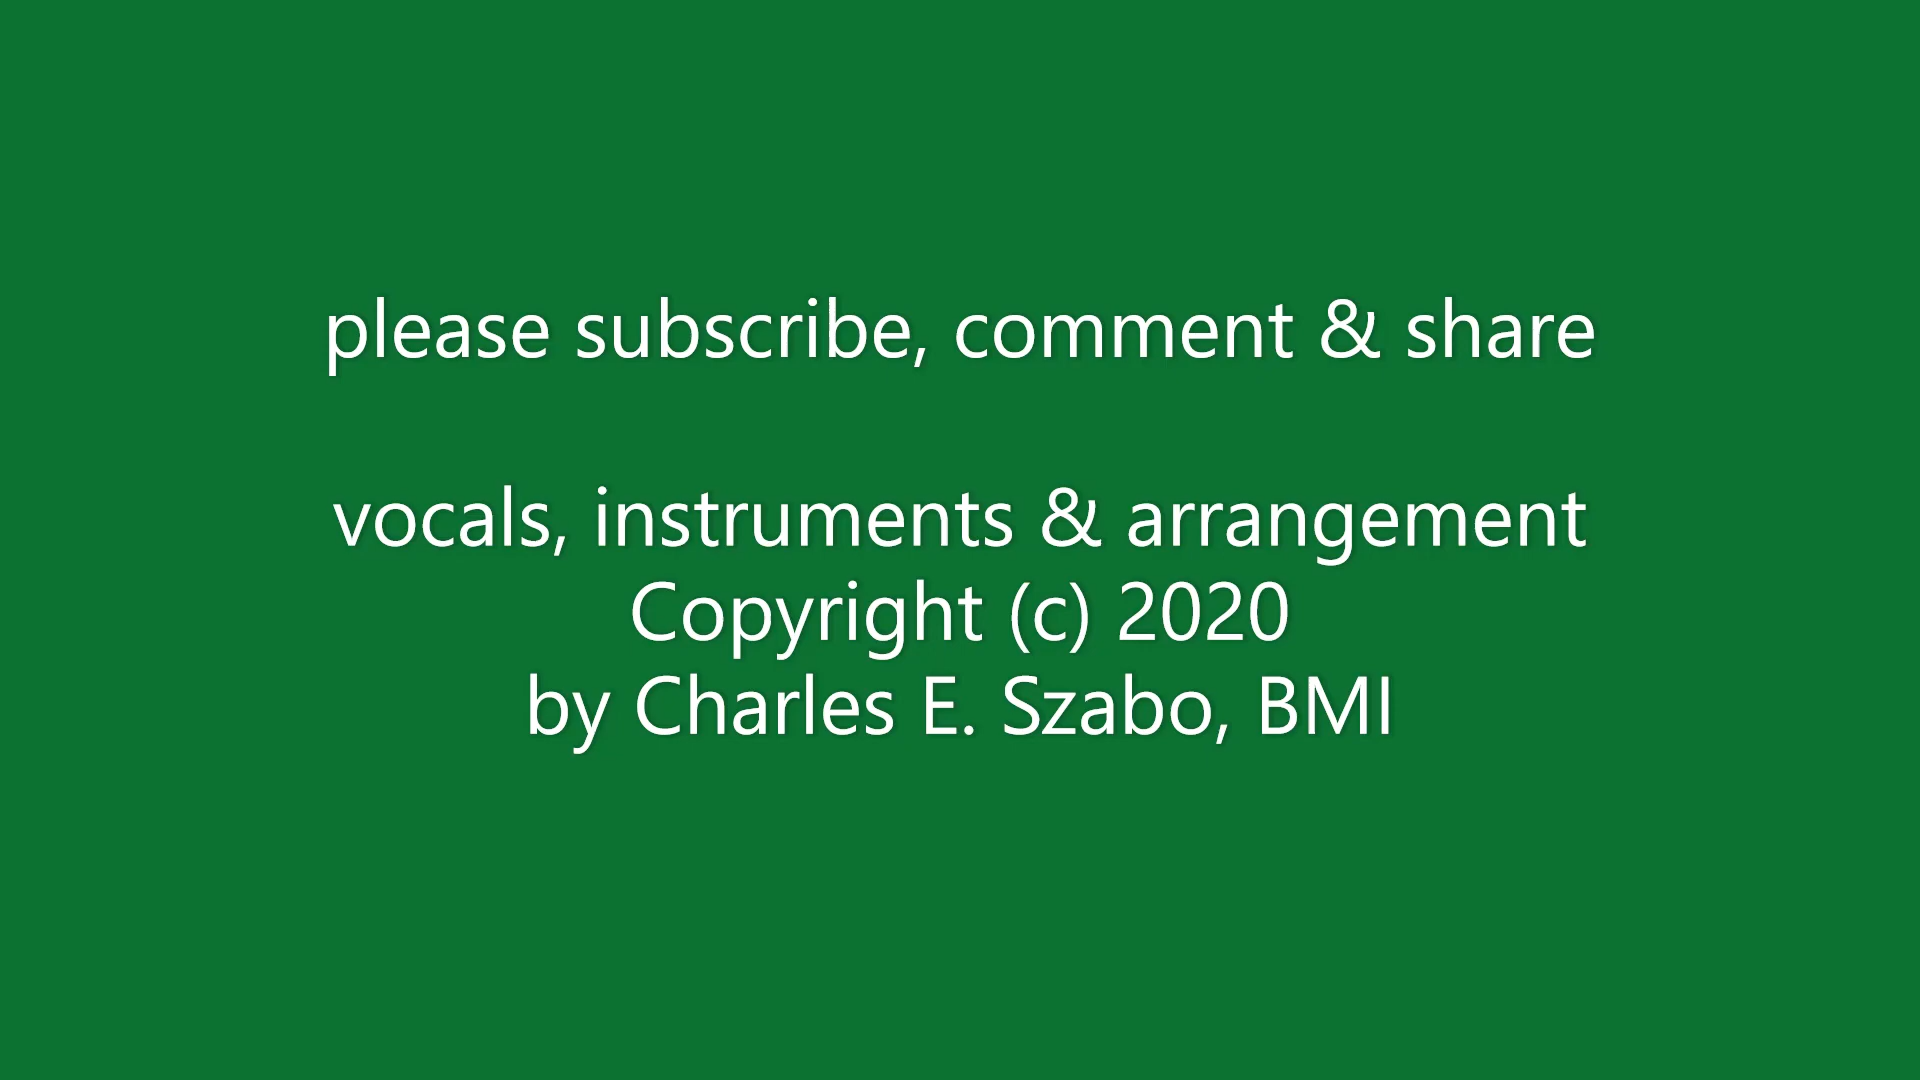 please subscribe, comment & share
vocals, instruments & arrangement
Copyright (c) 2020
by Charles E. Szabo, BMI